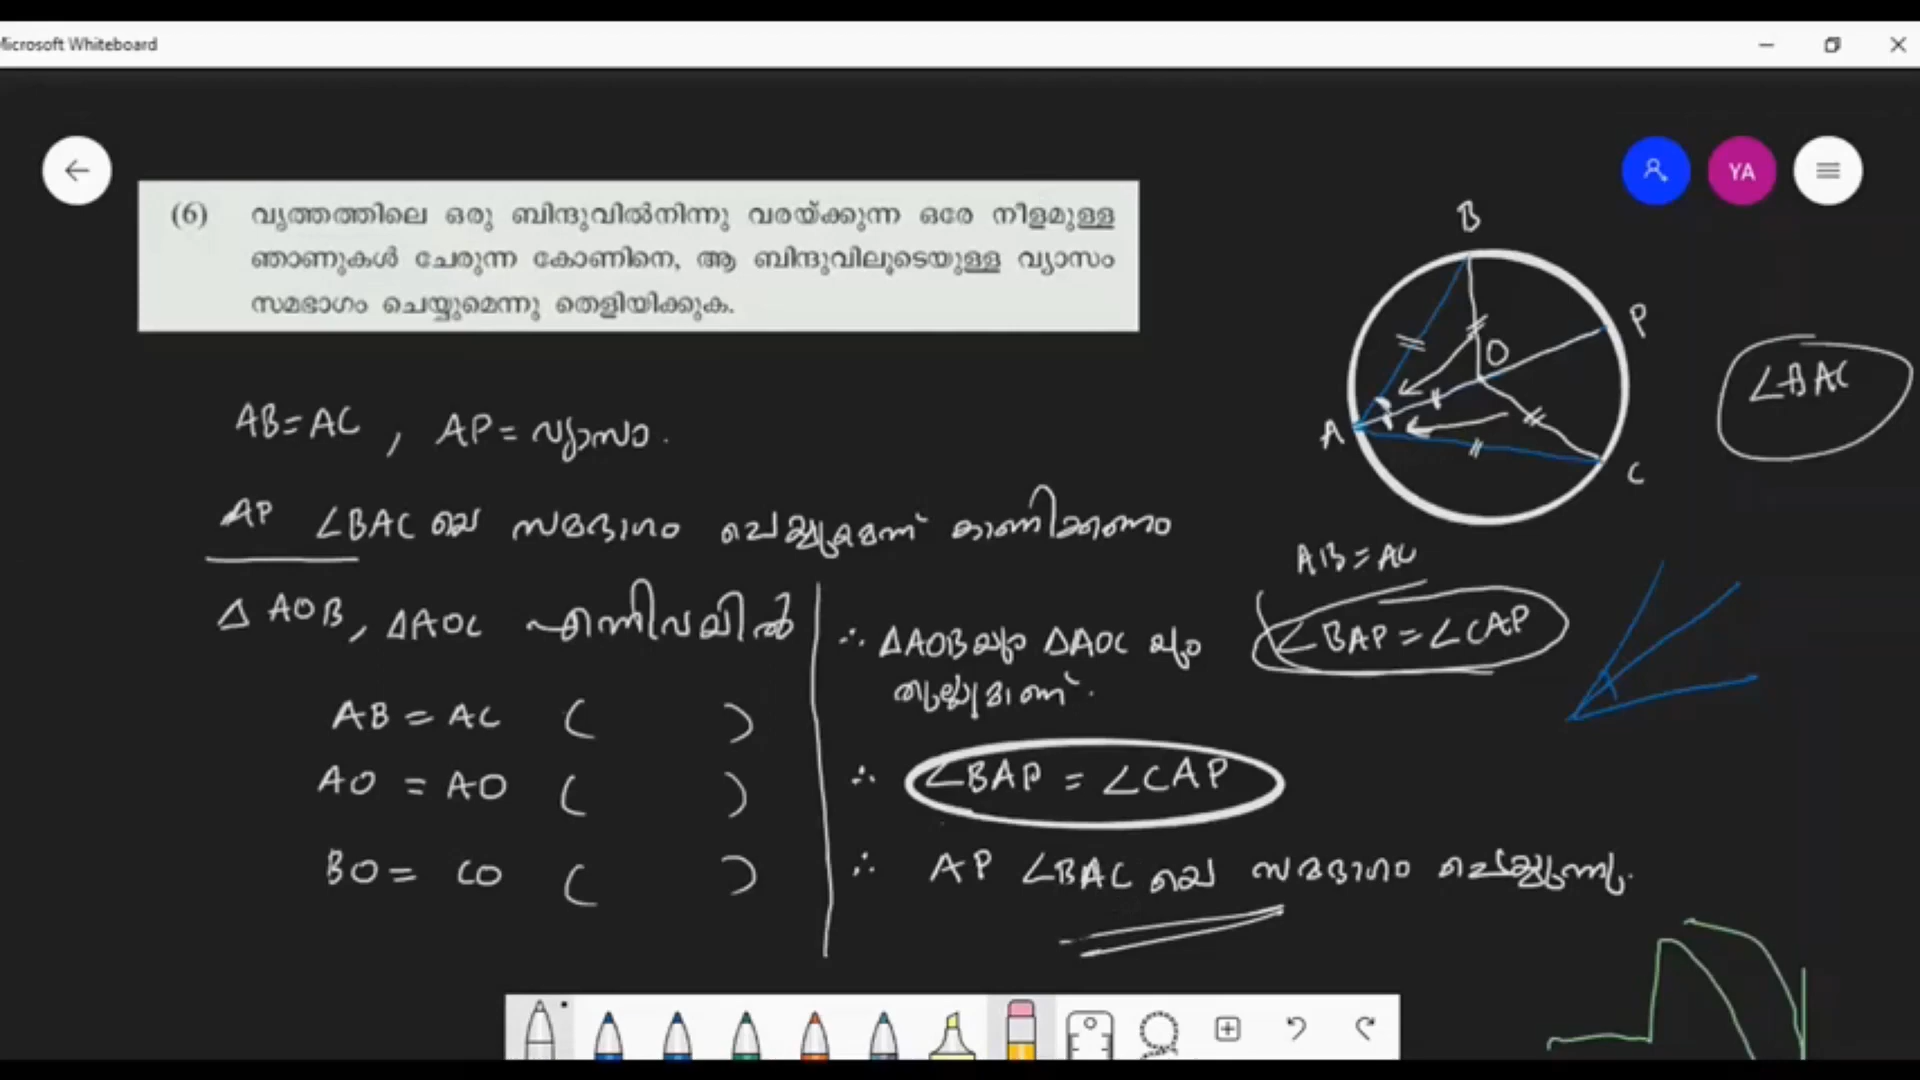 Microsoft Whiteboard
YA
(6) വൃത്തത്തിലെ ഒരു ബിന്ദുവിൽനിന്നു വരയ്ക്കുന്ന ഒരേ നീളമുള്ള
ഞാണുകൾ ചേരുന്ന കോണിനെ, ആ ബിന്ദുവിലൂടെയുള്ള വ്യാസം
സമഭാഗം ചെയ്യുമെന്നു തെളിയിക്കുക.
B
P
O
A
C
∠BAC
AB = AC , AP = വ്യാസം .
AP ∠BAC യെ സമഭാഗം ചെയ്യുമെന്ന് കാണിക്കണം
AB = AC
∠BAP = ∠CAP
Δ AOB, ΔAOC എന്നിവയിൽ
AB = AC ( )
AO = AO ( )
BO = CO ( )
∴ ΔAOB യും ΔAOC യും
തുല്യമാണ്.
∴ ∠BAP = ∠CAP
∴ AP ∠BAC യെ സമഭാഗം ചെയ്യുന്നു.